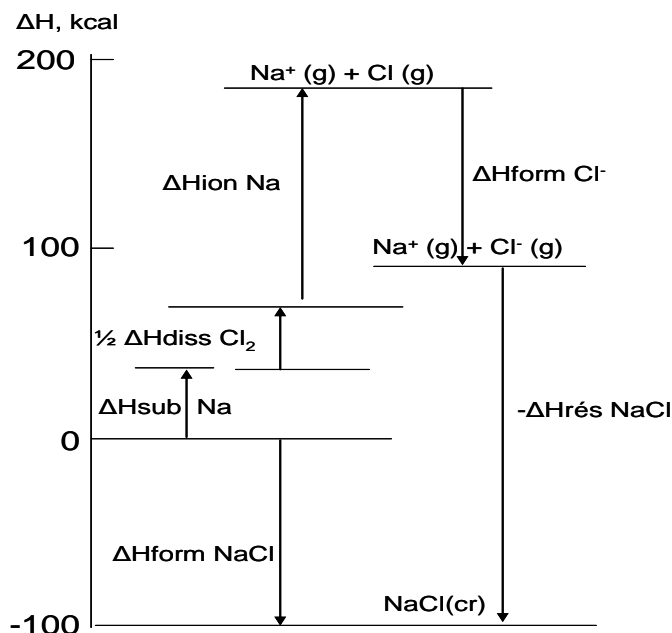 ΔH, kcal
200
Na⁺ (g) + Cl (g)
ΔHion Na
ΔHform Cl⁻
100
Na⁺ (g) + Cl⁻ (g)
½ ΔHdiss Cl₂
ΔHsub Na
-ΔHrés NaCl
0
ΔHform NaCl
NaCl(cr)
-100